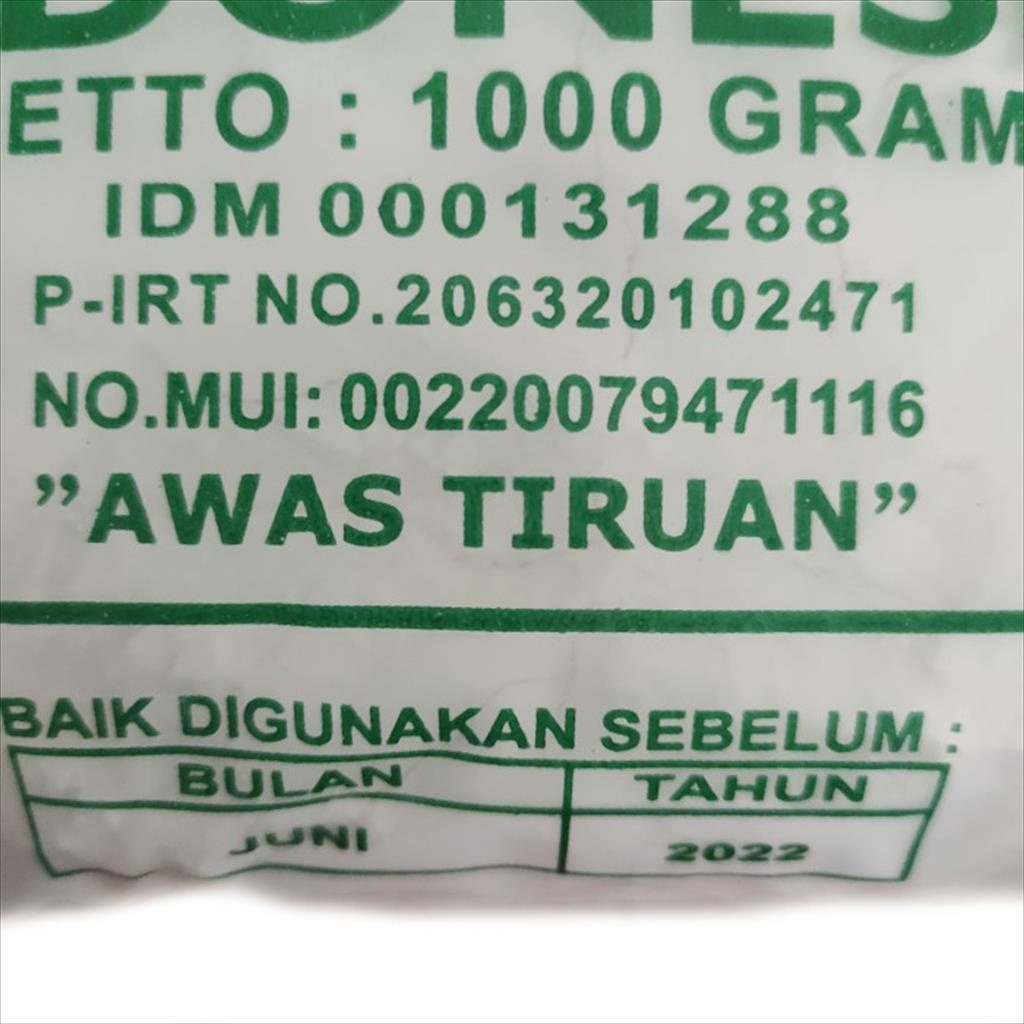 DONES
ETTO : 1000 GRAM
IDM 000131288
P-IRT NO.206320102471
NO.MUI: 00220079471116
”AWAS TIRUAN”
BAIK DIGUNAKAN SEBELUM :
BULAN TAHUN
JUNI 2022